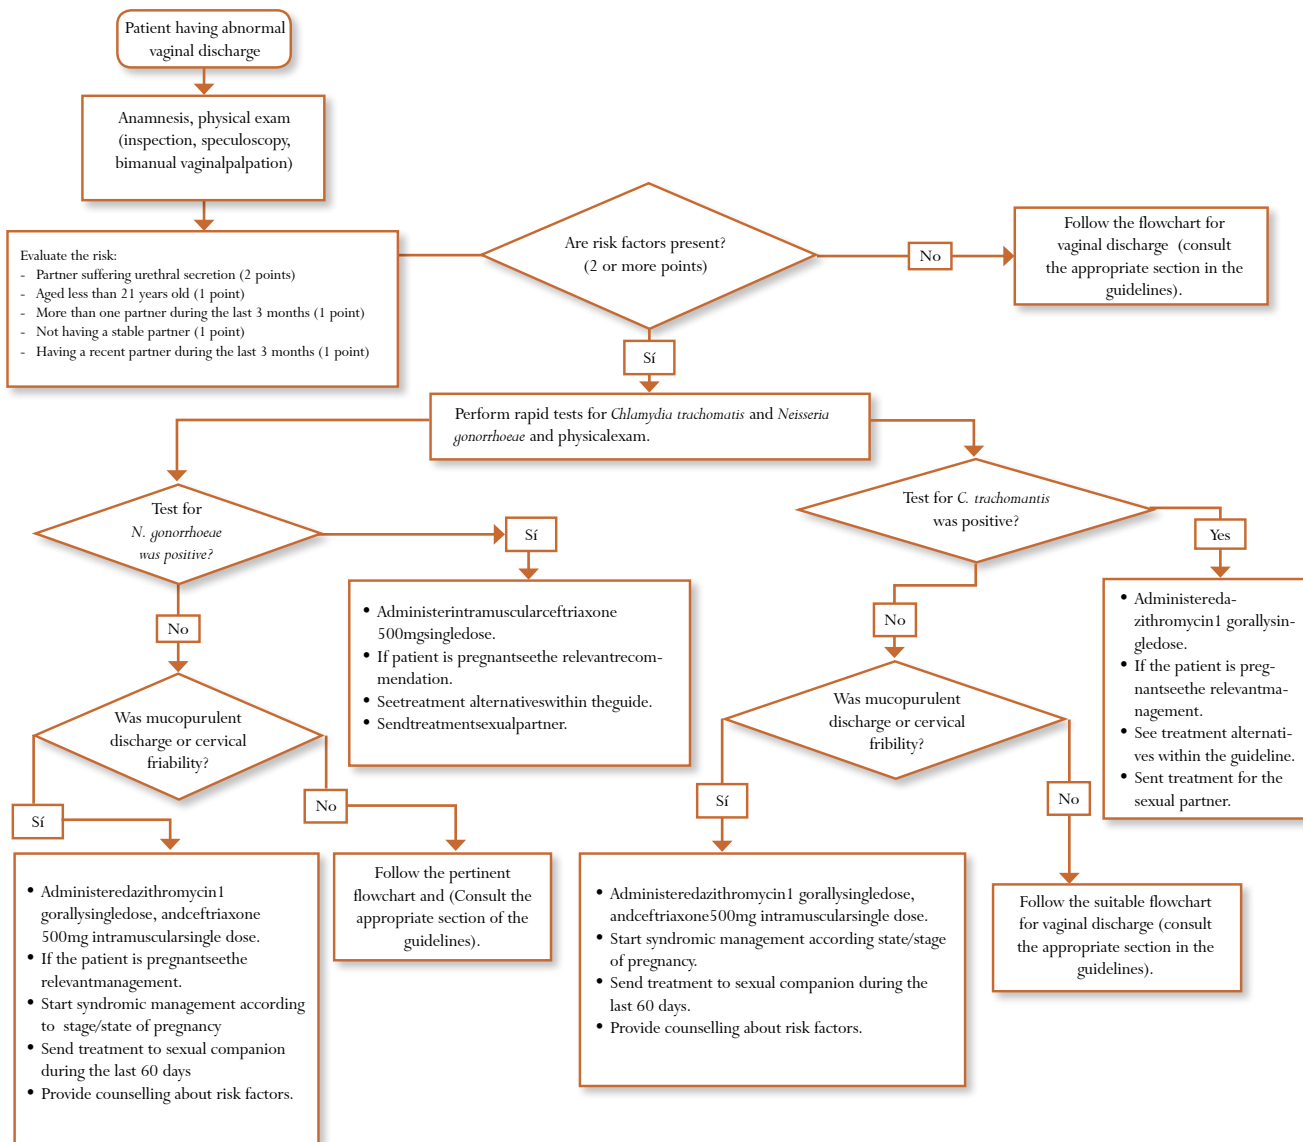 Patient having abnormal
vaginal discharge
Anamnesis, physical exam
(inspection, speculoscopy,
bimanual vaginalpalpation)
Evaluate the risk:
- Partner suffering urethral secretion (2 points)
- Aged less than 21 years old (1 point)
- More than one partner during the last 3 months (1 point)
- Not having a stable partner (1 point)
- Having a recent partner during the last 3 months (1 point)
Are risk factors present?
(2 or more points)
No
Follow the flowchart for
vaginal discharge (consult
the appropriate section in the
guidelines).
Sí
Perform rapid tests for Chlamydia trachomatis and Neisseria
gonorrhoeae and physicalexam.
Test for
N. gonorrhoeae
was positive?
Sí
• Administerintramuscularceftriaxone
500mgsingledose.
• If patient is pregnantseethe relevantrecom-
mendation.
• Seetreatment alternativeswithin theguide.
• Sendtreatmentsexualpartner.
No
Was mucopurulent
discharge or cervical
friability?
Sí
• Administeredazithromycin1
gorallysingledose, andceftriaxone
500mg intramuscularsingle dose.
• If the patient is pregnantseethe
relevantmanagement.
• Start syndromic management according
to stage/state of pregnancy
• Send treatment to sexual companion
during the last 60 days
• Provide counselling about risk factors.
No
Follow the pertinent
flowchart and (Consult the
appropriate section of the
guidelines).
Test for C. trachomantis
was positive?
Yes
• Administereda-
zithromycin1 gorallysin-
gledose.
• If the patient is preg-
nantseethe relevantma-
nagement.
• See treatment alternati-
ves within the guideline.
• Sent treatment for the
sexual partner.
No
Was mucopurulent
discharge or cervical
fribility?
Sí
• Administeredazithromycin1 gorallysingledose,
andceftriaxone500mg intramuscularsingle dose.
• Start syndromic management according state/stage
of pregnancy.
• Send treatment to sexual companion during the
last 60 days.
• Provide counselling about risk factors.
No
Follow the suitable flowchart
for vaginal discharge (consult
the appropriate section in the
guidelines).